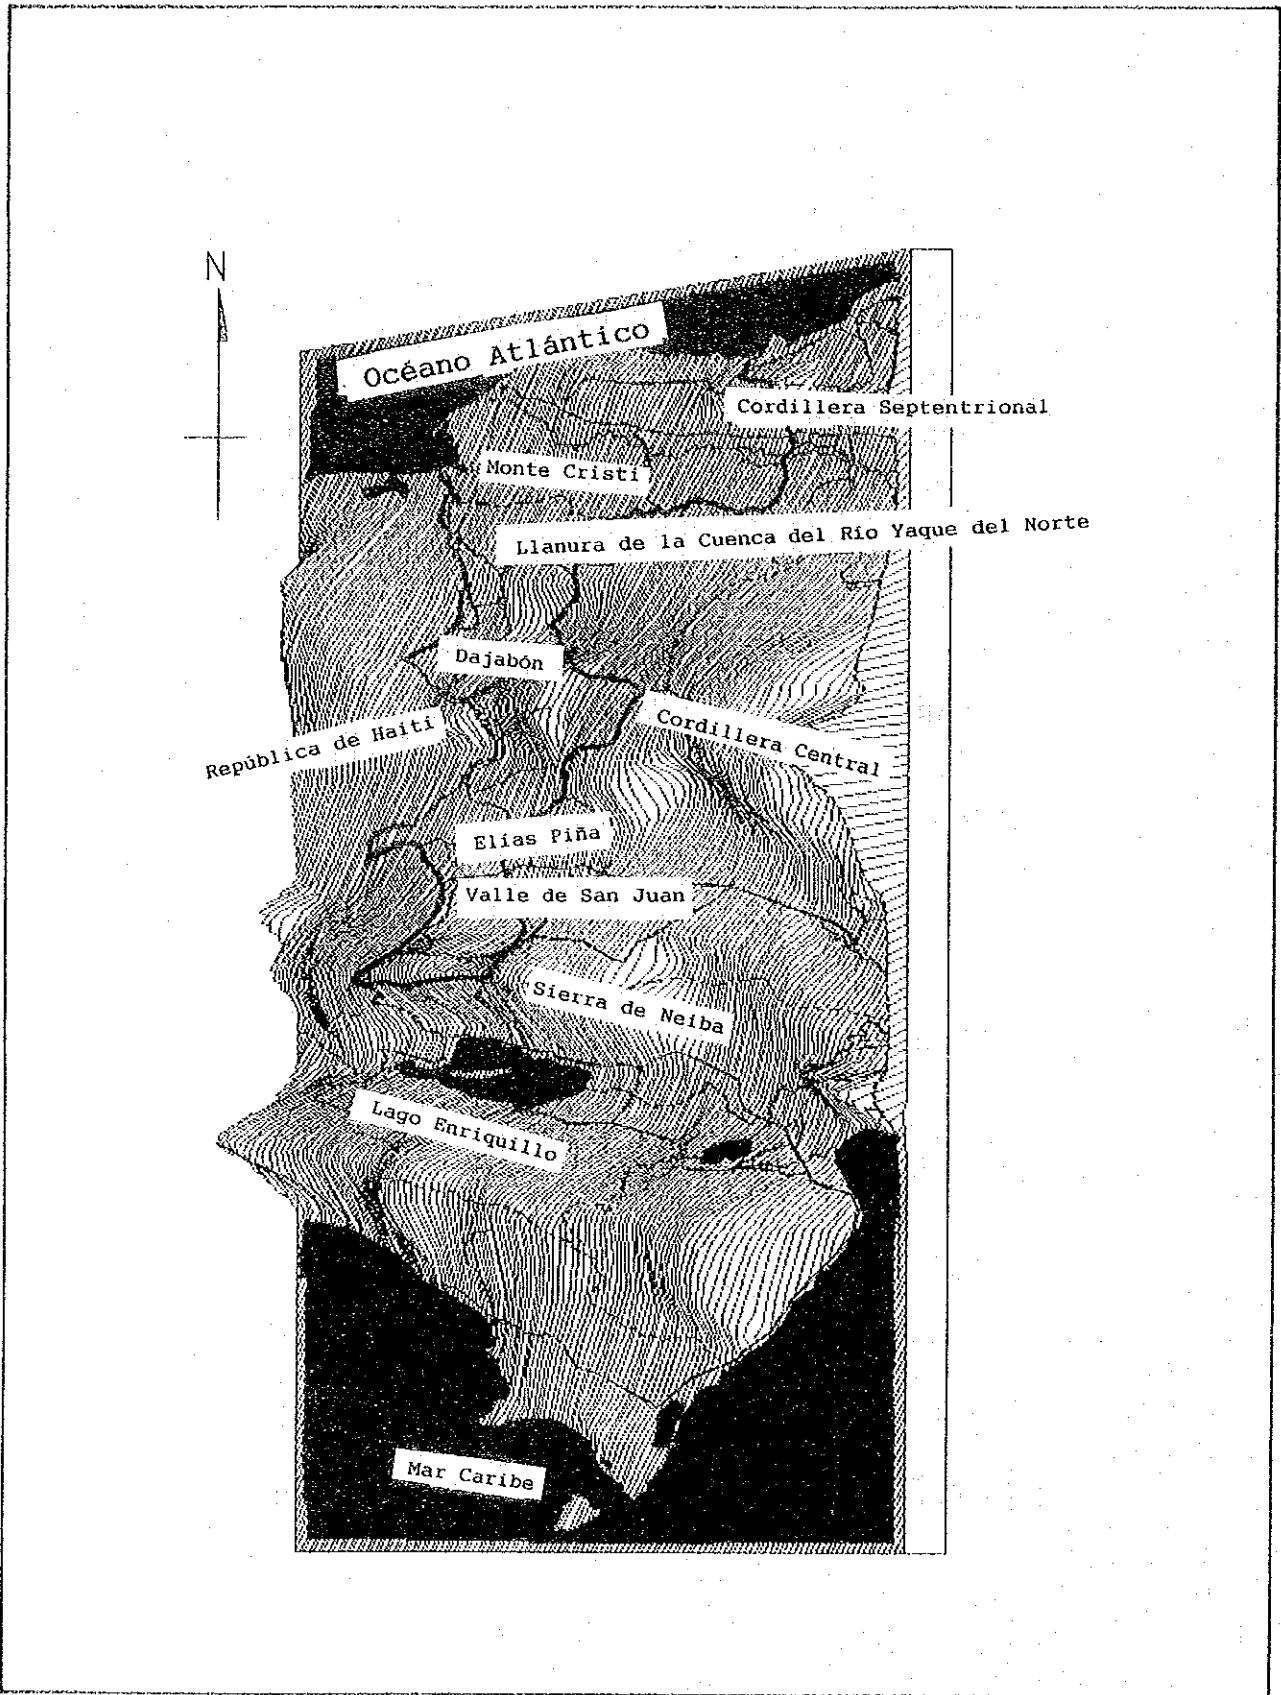 N
Océano Atlántico
Cordillera Septentrional
Monte Cristi
Llanura de la Cuenca del Río Yaque del Norte
Dajabón
Cordillera Central
República de Haiti
Elías Piña
Valle de San Juan
Sierra de Neiba
Lago Enriquillo
Mar Caribe